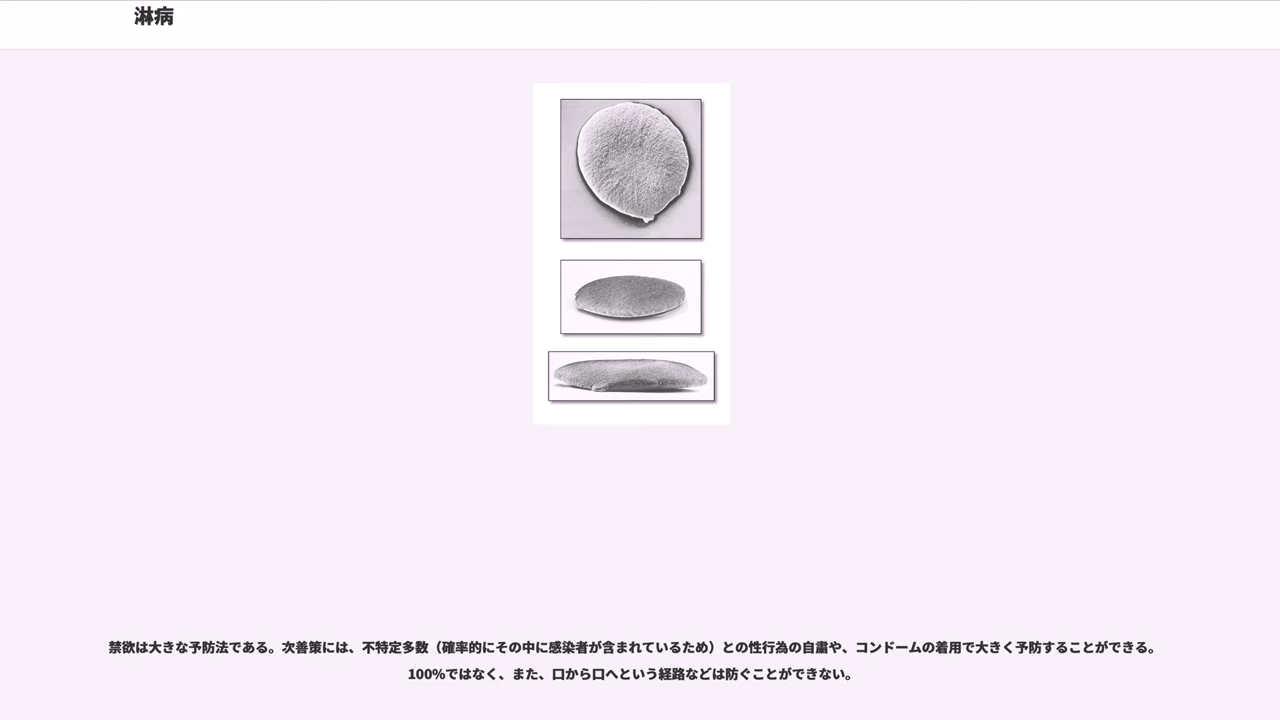 淋病
禁欲は大きな予防法である。次善策には、不特定多数（確率的にその中に感染者が含まれているため）との性行為の自粛や、コンドームの着用で大きく予防することができる。
100%ではなく、また、口から口へという経路などは防ぐことができない。